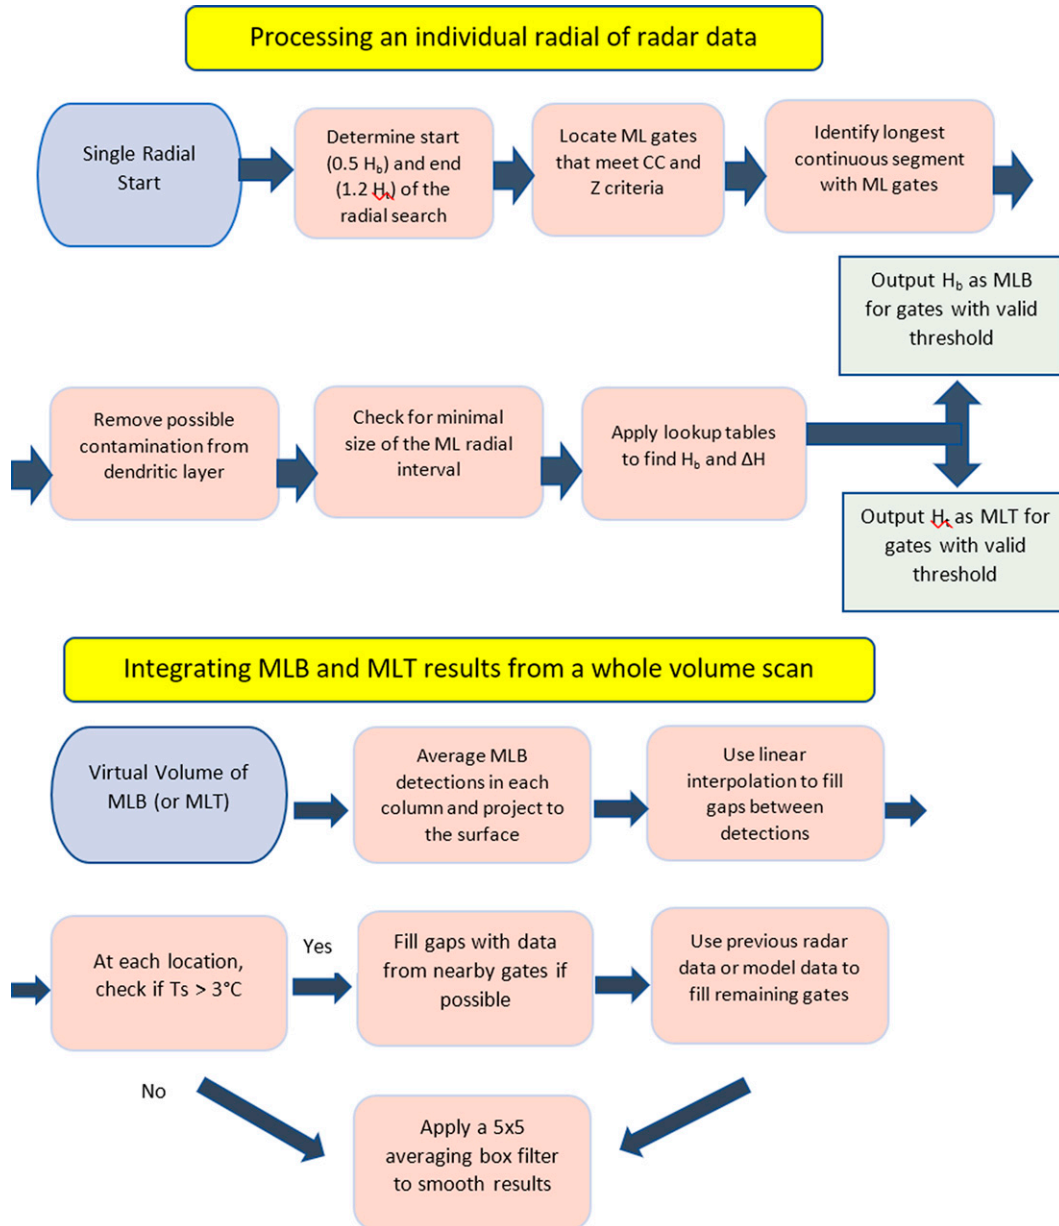 Processing an individual radial of radar data
Single Radial
Start
Determine start
(0.5 H_b) and end
(1.2 H_t) of the
radial search
Locate ML gates
that meet CC and
Z criteria
Identify longest
continuous segment
with ML gates
Output H_b as MLB
for gates with valid
threshold
Remove possible
contamination from
dendritic layer
Check for minimal
size of the ML radial
interval
Apply lookup tables
to find H_b and ΔH
Output H_t as MLT for
gates with valid
threshold
Integrating MLB and MLT results from a whole volume scan
Virtual Volume of
MLB (or MLT)
Average MLB
detections in each
column and project to
the surface
Use linear
interpolation to fill
gaps between
detections
At each location,
check if Ts > 3°C
Yes
Fill gaps with data
from nearby gates if
possible
Use previous radar
data or model data to
fill remaining gates
No
Apply a 5x5
averaging box filter
to smooth results